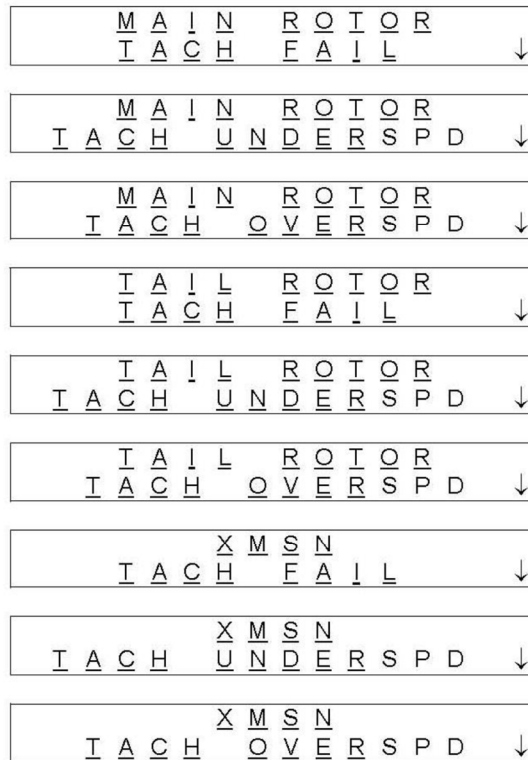 MAIN ROTOR
TACH FAIL ↓
MAIN ROTOR
TACH UNDERSPD ↓
MAIN ROTOR
TACH OVERSPD ↓
TAIL ROTOR
TACH FAIL ↓
TAIL ROTOR
TACH UNDERSPD ↓
TAIL ROTOR
TACH OVERSPD ↓
XMSN
TACH FAIL ↓
XMSN
TACH UNDERSPD ↓
XMSN
TACH OVERSPD ↓